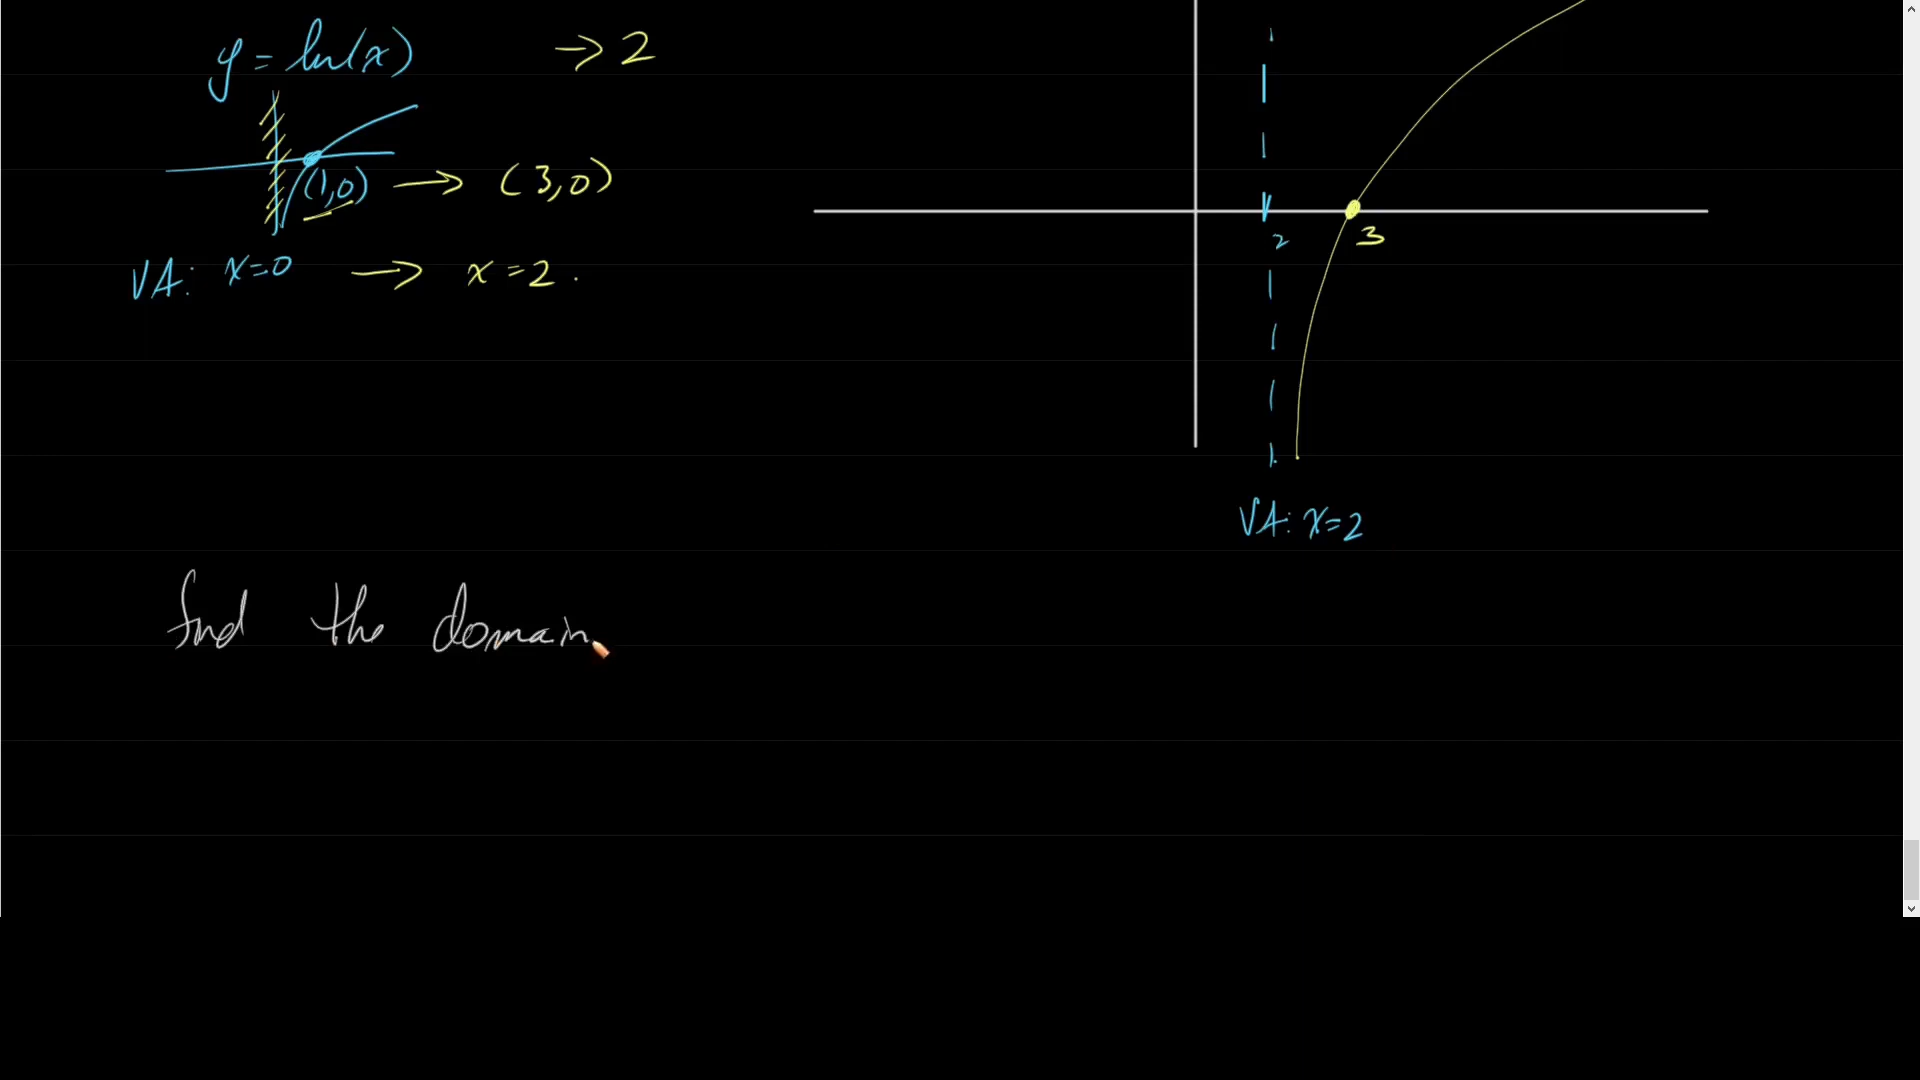 y = ln(x) → 2
(1,0) → (3,0)
VA: x=0 → x=2.
2
3
VA: x=2
find the domain